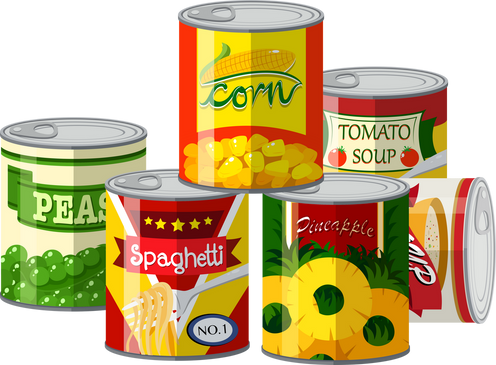 corn
TOMATO
SOUP
PEAS
Spaghetti
NO.1
Pineapple